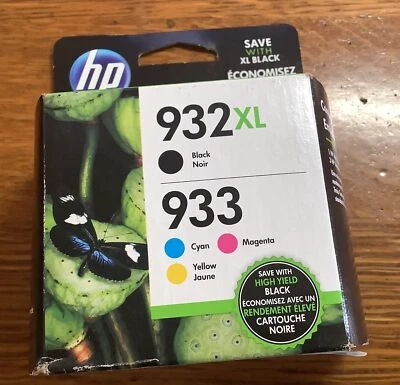 hp
SAVE
WITH
XL BLACK
ÉCONOMISEZ
932XL
Black
Noir
933
Cyan
Magenta
Yellow
Jaune
SAVE WITH
HIGH YIELD
BLACK
ÉCONOMISEZ AVEC UN
RENDEMENT ÉLEVÉ
CARTOUCHE
NOIRE